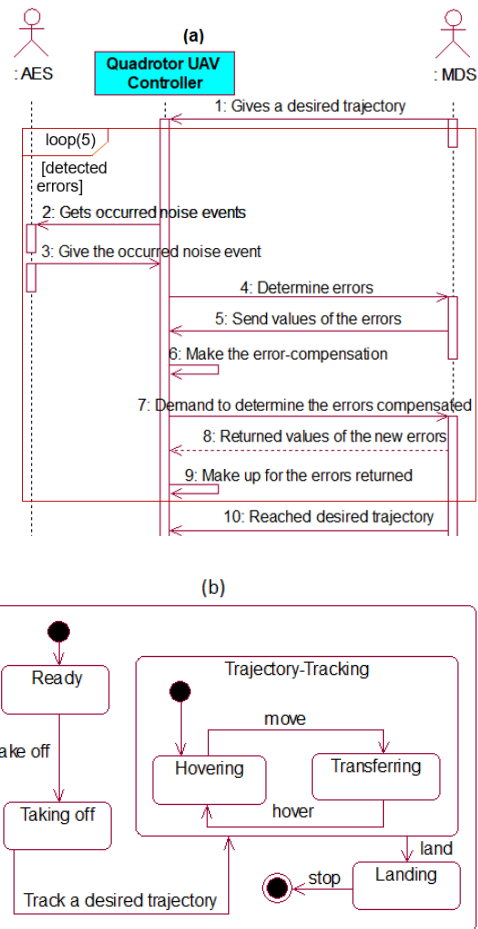 (a)
: AES
Quadrotor UAV
Controller
: MDS
1: Gives a desired trajectory
loop(5)
[detected
errors]
2: Gets occurred noise events
3: Give the occurred noise event
4: Determine errors
5: Send values of the errors
6: Make the error-compensation
7: Demand to determine the errors compensated
8: Returned values of the new errors
9: Make up for the errors returned
10: Reached desired trajectory
(b)
Ready
ake off
Taking off
Track a desired trajectory
Trajectory-Tracking
move
Hovering
Transferring
hover
land
Landing
stop